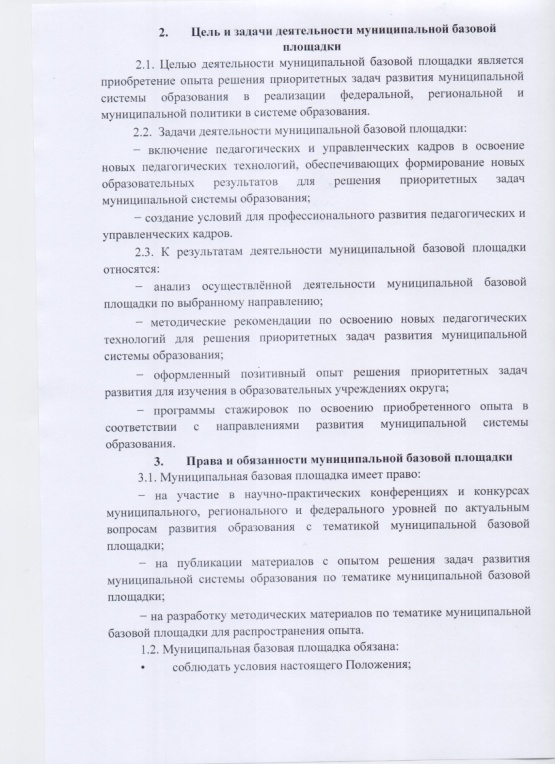 2. Цель и задачи деятельности муниципальной базовой
площадки
2.1. Целью деятельности муниципальной базовой площадки является
приобретение опыта решения приоритетных задач развития муниципальной
системы образования в реализации федеральной, региональной и
муниципальной политики в системе образования.
2.2. Задачи деятельности муниципальной базовой площадки:
− включение педагогических и управленческих кадров в освоение
новых педагогических технологий, обеспечивающих формирование новых
образовательных результатов для решения приоритетных задач
муниципальной системы образования;
− создание условий для профессионального развития педагогических и
управленческих кадров.
2.3. К результатам деятельности муниципальной базовой площадки
относятся:
− анализ осуществлённой деятельности муниципальной базовой
площадки по выбранному направлению;
− методические рекомендации по освоению новых педагогических
технологий для решения приоритетных задач развития муниципальной
системы образования;
− оформленный позитивный опыт решения приоритетных задач
развития для изучения в образовательных учреждениях округа;
− программы стажировок по освоению приобретенного опыта в
соответствии с направлениями развития муниципальной системы
образования.
3. Права и обязанности муниципальной базовой площадки
3.1. Муниципальная базовая площадка имеет право:
− на участие в научно-практических конференциях и конкурсах
муниципального, регионального и федерального уровней по актуальным
вопросам развития образования с тематикой муниципальной базовой
площадки;
− на публикации материалов с опытом решения задач развития
муниципальной системы образования по тематике муниципальной базовой
площадки;
− на разработку методических материалов по тематике муниципальной
базовой площадки для распространения опыта.
1.2. Муниципальная базовая площадка обязана:
• соблюдать условия настоящего Положения;